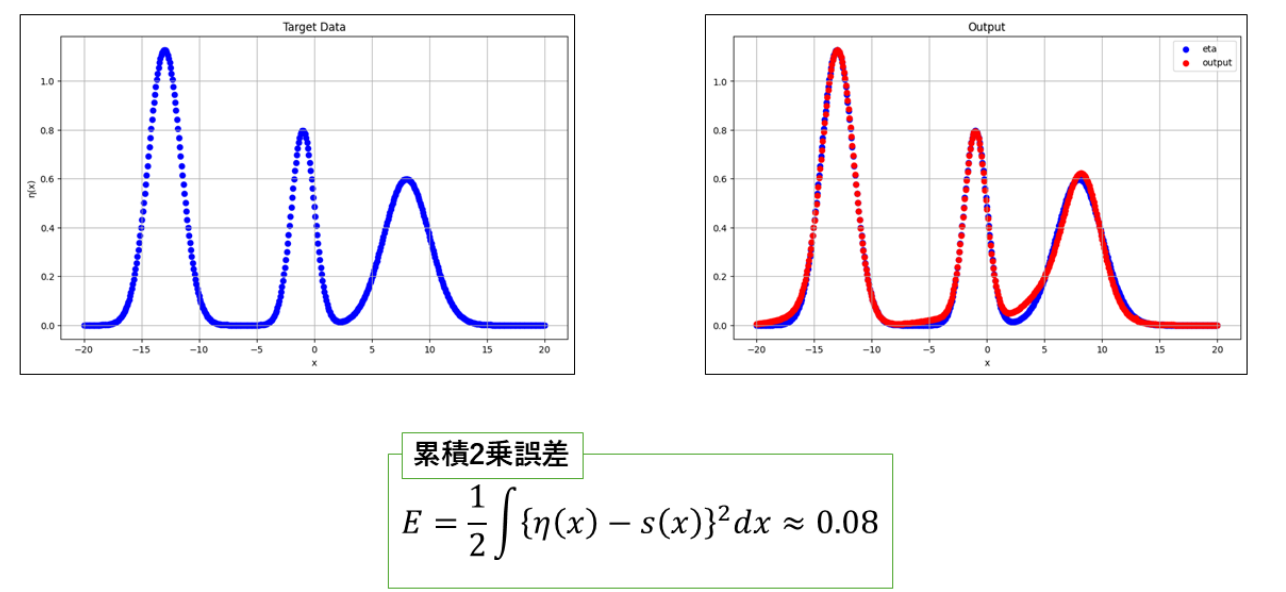 Target Data
η(x)
1.0
0.8
0.6
0.4
0.2
0.0
−20 −15 −10 −5 0 5 10 15 20
x
Output
eta
output
1.0
0.8
0.6
0.4
0.2
0.0
−20 −15 −10 −5 0 5 10 15 20
x
累積2乗誤差
E = 1/2 ∫{η(x) − s(x)}²dx ≈ 0.08